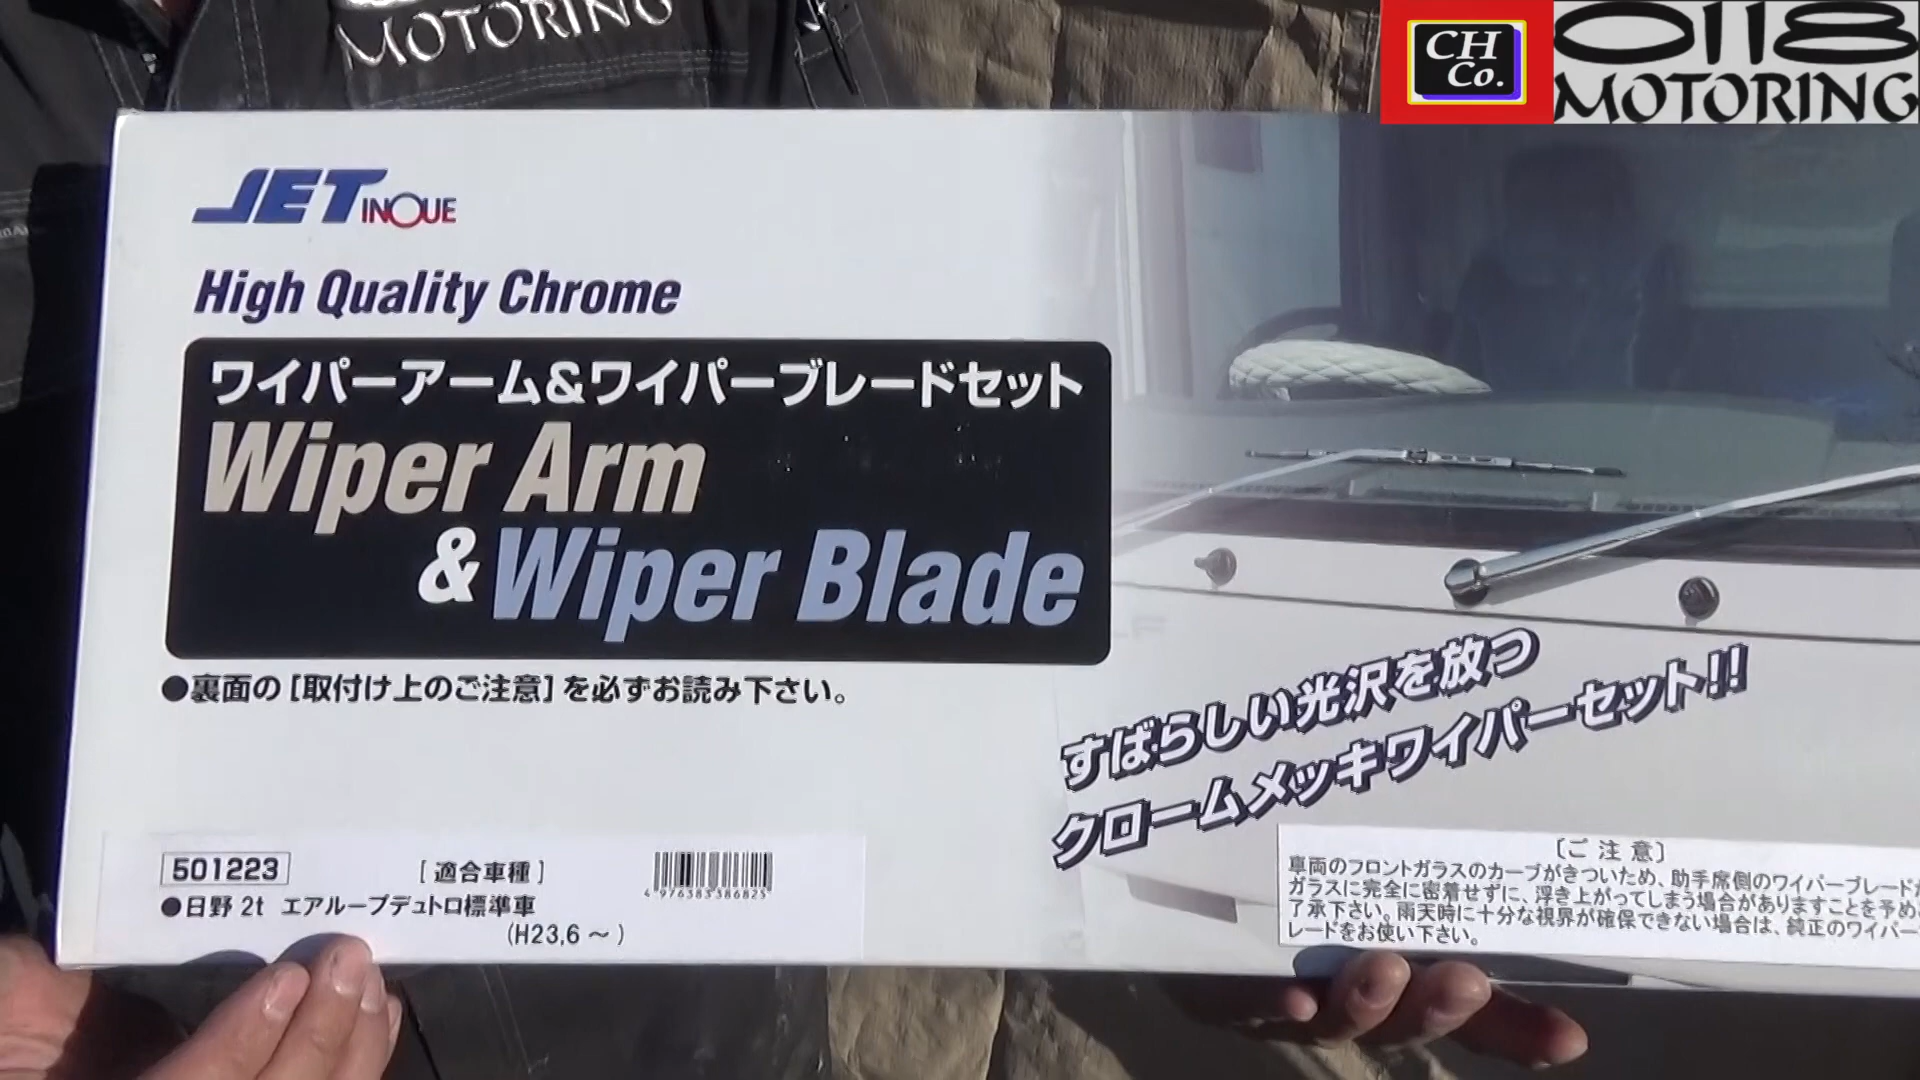 MOTORING
CH
Co.
0118
MOTORING
JET INOUE
High Quality Chrome
ワイパーアーム&ワイパーブレードセット
Wiper Arm
&Wiper Blade
●裏面の[取付け上のご注意]を必ずお読み下さい。
すばらしい光沢を放つ
クロームメッキワイパーセット!!
501223
[適合車種]
4 976383 386825
●日野 2t エアループデュトロ標準車
(H23,6～)
[ご注意]
車両のフロントガラスのカーブがきついため、助手席側のワイパーブレードが
ガラスに完全に密着せずに、浮き上がってしまう場合がありますことを予め
了承下さい。雨天時に十分な視界が確保できない場合は、純正のワイパー
レードをお使い下さい。